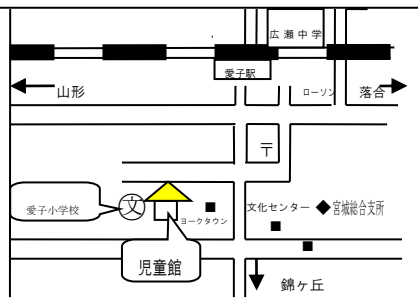 広瀬中学
愛子駅
山形
ローソン
落合
〒
愛子小学校
文
ヨークタウン
文化センター
宮城総合支所
児童館
錦ヶ丘